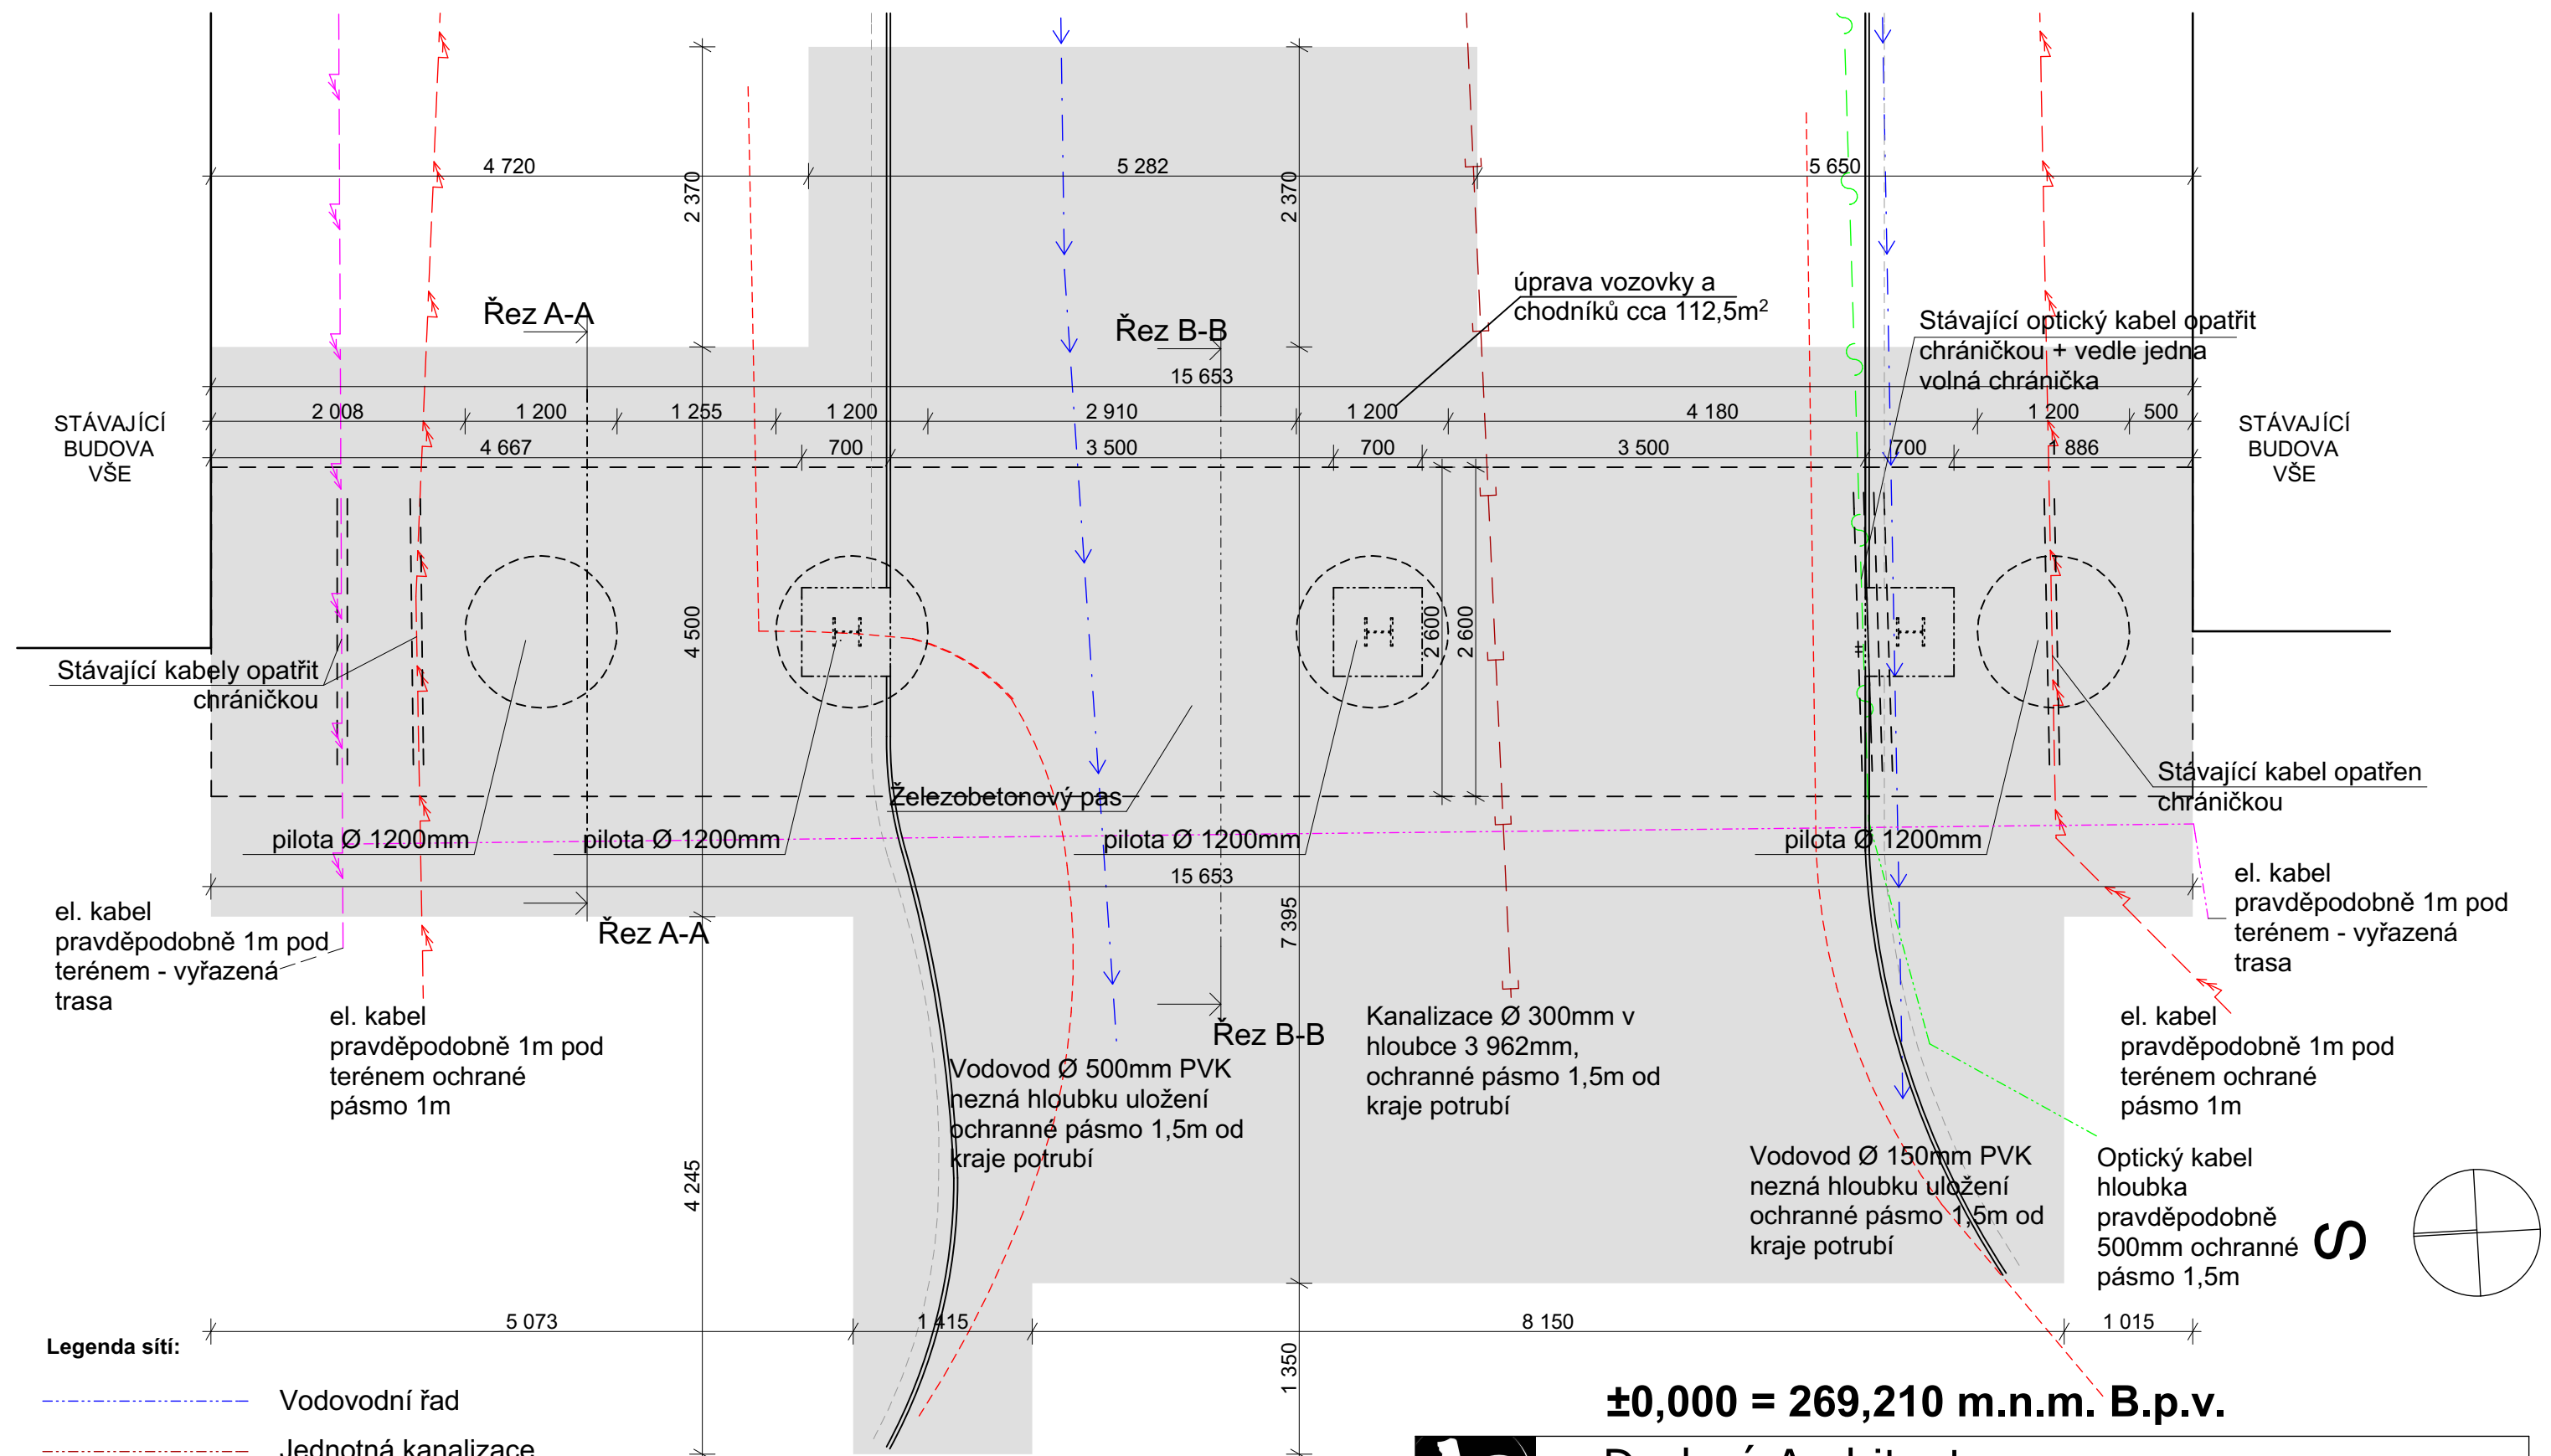 4 720
5 282
5 650
2 370
2 370
úprava vozovky a
chodníků cca 112,5m²
Řez A-A
Řez B-B
Stávající optický kabel opatřit
chráničkou + vedle jedna
volná chránička
15 653
2 008
1 200
1 255
1 200
2 910
1 200
4 180
1 200
500
STÁVAJÍCÍ
BUDOVA
VŠE
STÁVAJÍCÍ
BUDOVA
VŠE
4 667
700
3 500
700
3 500
700
1 886
4 500
2 600
2 600
Stávající kabely opatřit
chráničkou
Stávající kabel opatřen
chráničkou
Železobetonový pas
pilota Ø 1200mm
pilota Ø 1200mm
pilota Ø 1200mm
pilota Ø 1200mm
15 653
7 395
el. kabel
pravděpodobně 1m pod
terénem - vyřazená
trasa
Řez A-A
el. kabel
pravděpodobně 1m pod
terénem - vyřazená
trasa
el. kabel
pravděpodobně 1m pod
terénem ochrané
pásmo 1m
Řez B-B
Vodovod Ø 500mm PVK
nezná hloubku uložení
ochranné pásmo 1,5m od
kraje potrubí
Kanalizace Ø 300mm v
hloubce 3 962mm,
ochranné pásmo 1,5m od
kraje potrubí
el. kabel
pravděpodobně 1m pod
terénem ochrané
pásmo 1m
4 245
Vodovod Ø 150mm PVK
nezná hloubku uložení
ochranné pásmo 1,5m od
kraje potrubí
Optický kabel
hloubka
pravděpodobně
500mm ochranné
pásmo 1,5m
S
5 073
1 415
8 150
1 015
1 350
Legenda sítí:
Vodovodní řad
Jednotná kanalizace
±0,000 = 269,210 m.n.m. B.p.v.